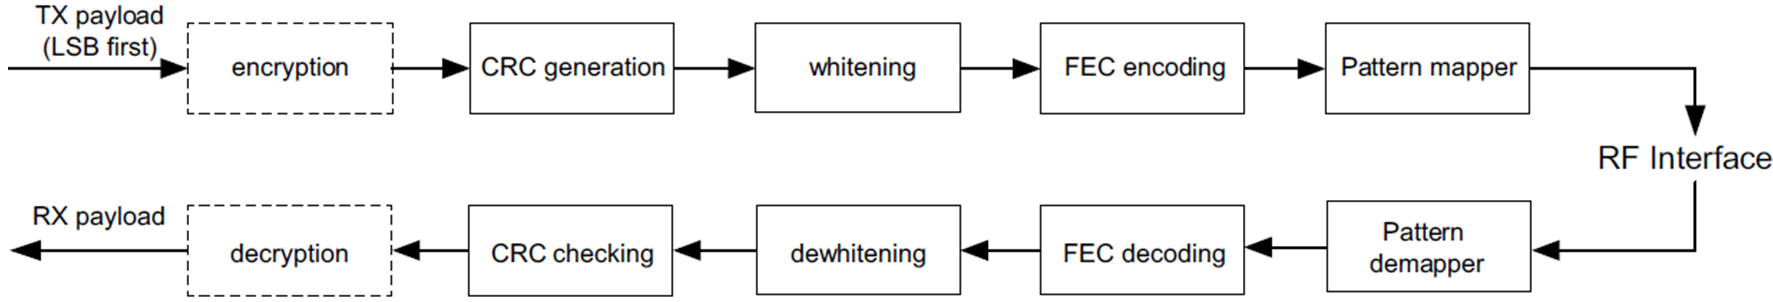 TX payload
(LSB first)
encryption
CRC generation
whitening
FEC encoding
Pattern mapper
RF Interface
RX payload
decryption
CRC checking
dewhitening
FEC decoding
Pattern
demapper